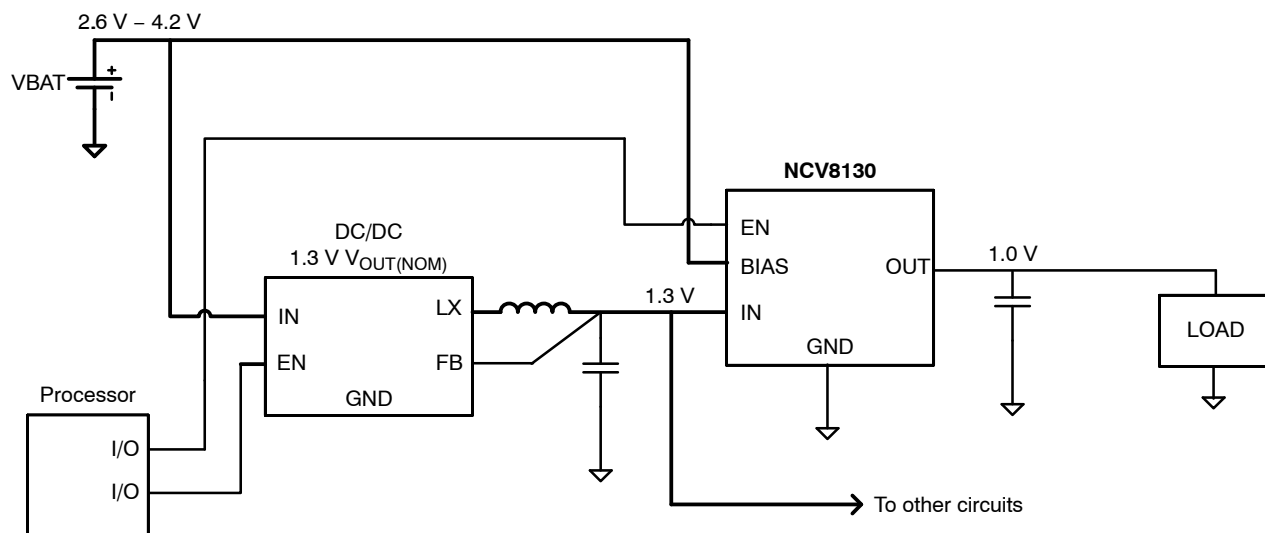 2.6 V – 4.2 V
VBAT
+
NCV8130
DC/DC
1.3 V VOUT(NOM)
EN
BIAS
IN
GND
OUT
1.0 V
LOAD
1.3 V
LX
FB
IN
EN
GND
Processor
I/O
I/O
To other circuits